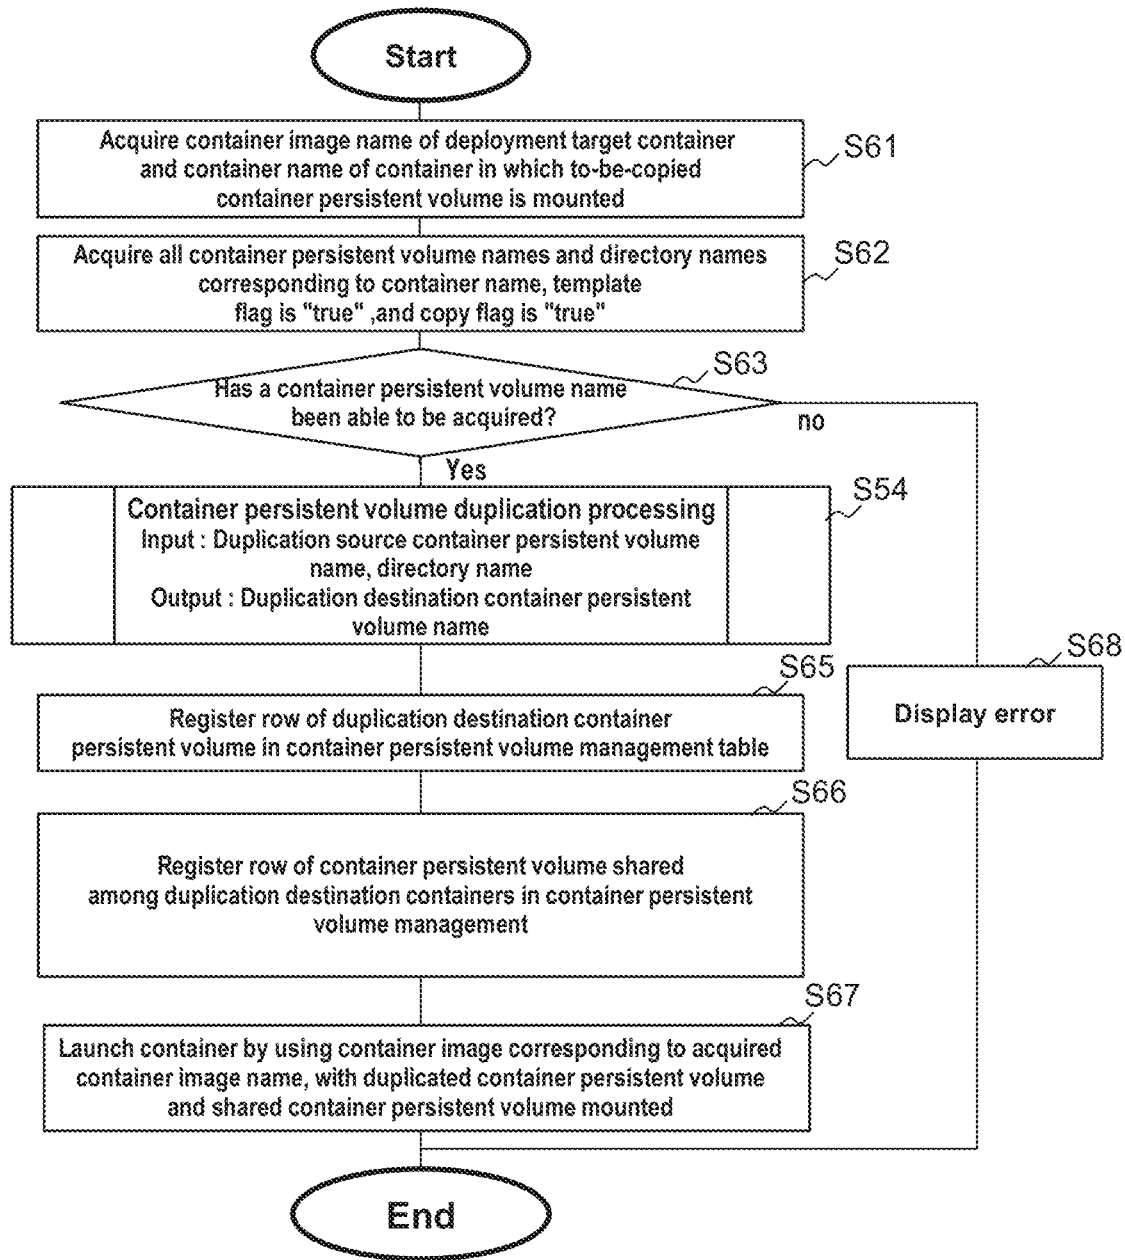 Start
Acquire container image name of deployment target container
and container name of container in which to-be-copied
container persistent volume is mounted
S61
Acquire all container persistent volume names and directory names
corresponding to container name, template
flag is "true" ,and copy flag is "true"
S62
Has a container persistent volume name
been able to be acquired?
S63
no
Yes
Container persistent volume duplication processing
Input : Duplication source container persistent volume
name, directory name
Output : Duplication destination container persistent
volume name
S54
Register row of duplication destination container
persistent volume in container persistent volume management table
S65
S68
Display error
Register row of container persistent volume shared
among duplication destination containers in container persistent
volume management
S66
Launch container by using container image corresponding to acquired
container image name, with duplicated container persistent volume
and shared container persistent volume mounted
S67
End